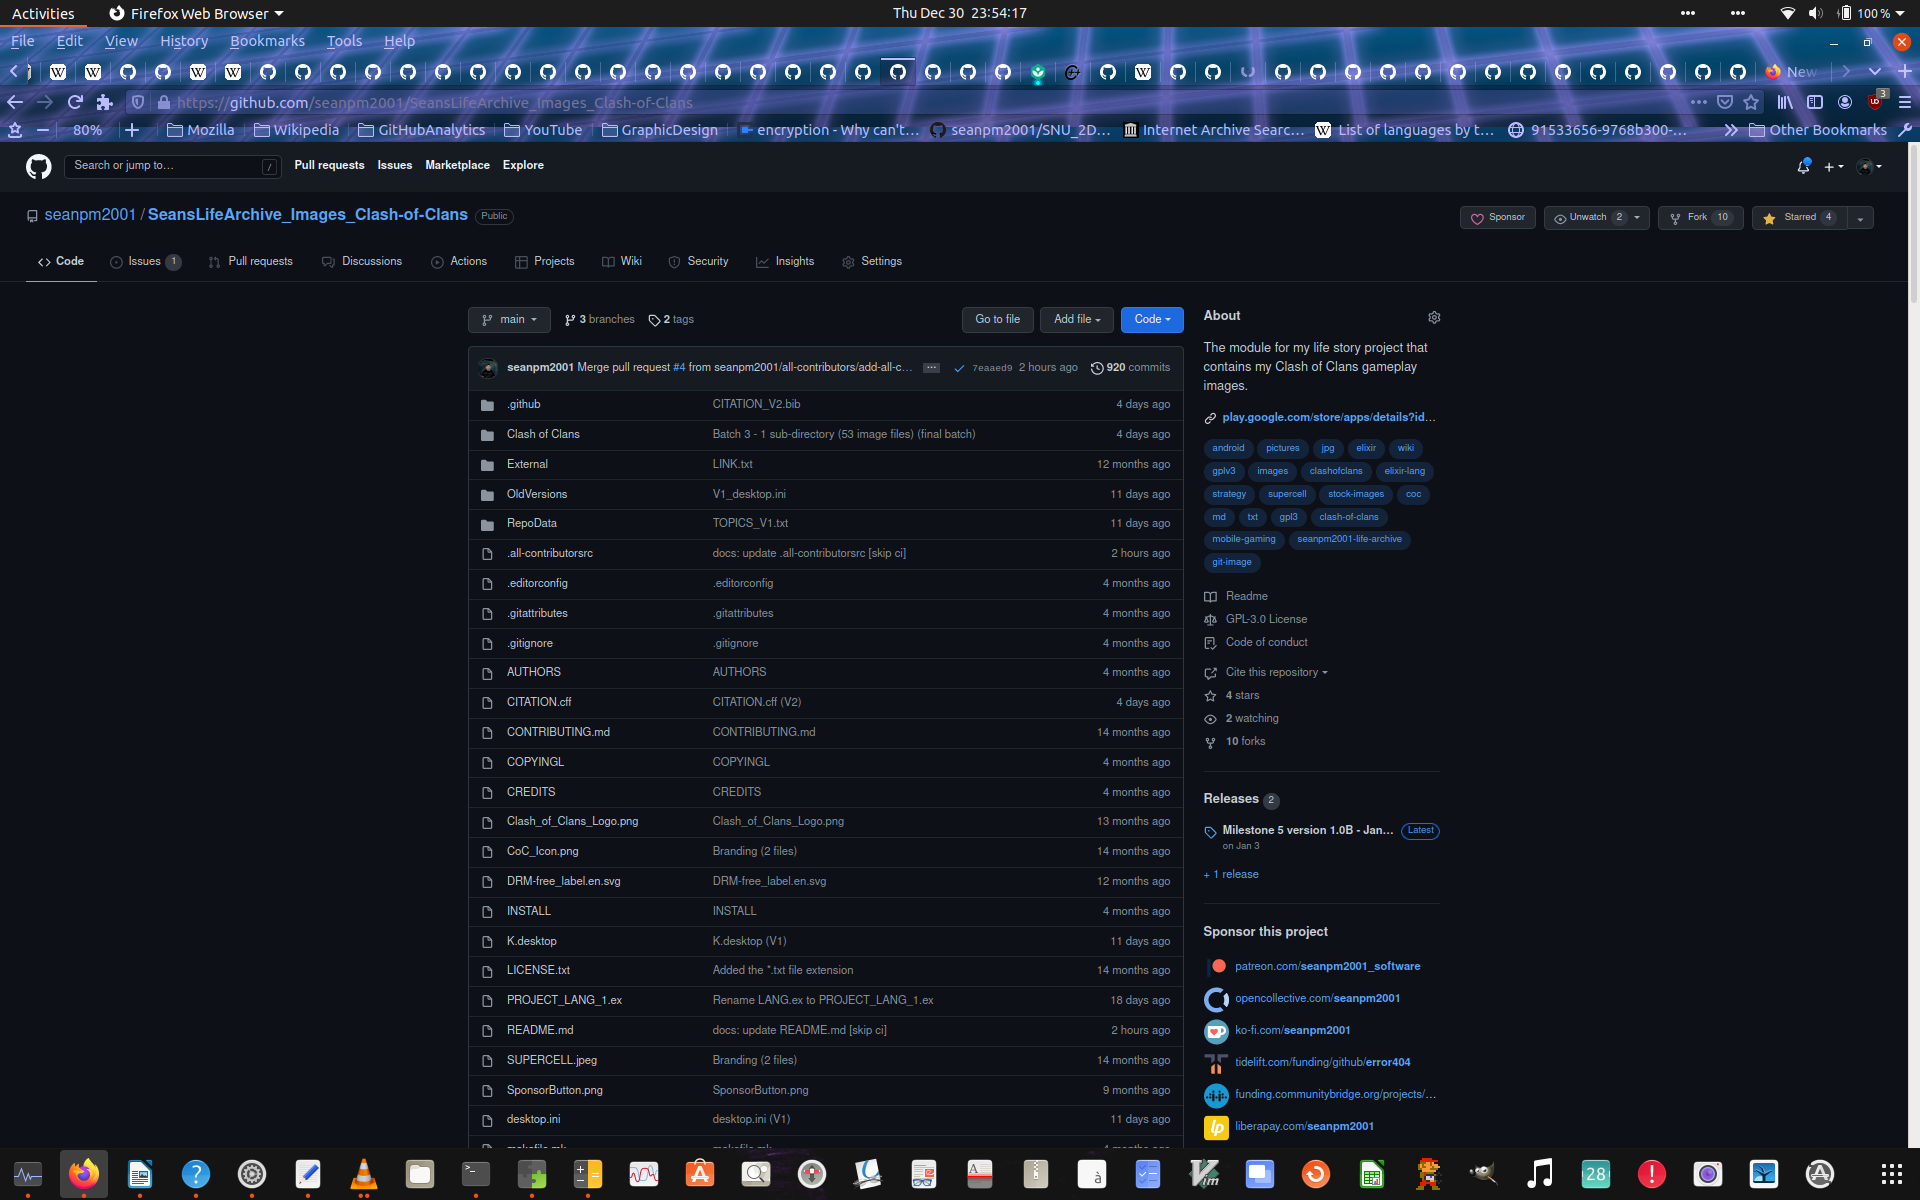 Activities Firefox Web Browser Thu Dec 30 23:54:17 100 %
File Edit View History Bookmarks Tools Help
New
https://github.com/seanpm2001/SeansLifeArchive_Images_Clash-of-Clans 3
80% Mozilla Wikipedia GitHubAnalytics YouTube GraphicDesign encryption - Why can't… seanpm2001/SNU_2D… Internet Archive Searc… List of languages by t… 91533656-9768b300-… Other Bookmarks
Search or jump to… / Pull requests Issues Marketplace Explore
seanpm2001 / SeansLifeArchive_Images_Clash-of-Clans Public
Sponsor Unwatch 2 Fork 10 Starred 4
Code Issues 1 Pull requests Discussions Actions Projects Wiki Security Insights Settings
main 3 branches 2 tags Go to file Add file Code
seanpm2001 Merge pull request #4 from seanpm2001/all-contributors/add-all-c… 7eaaed9 2 hours ago 920 commits
.github CITATION_V2.bib 4 days ago
Clash of Clans Batch 3 - 1 sub-directory (53 image files) (final batch) 4 days ago
External LINK.txt 12 months ago
OldVersions V1_desktop.ini 11 days ago
RepoData TOPICS_V1.txt 11 days ago
.all-contributorsrc docs: update .all-contributorsrc [skip ci] 2 hours ago
.editorconfig .editorconfig 4 months ago
.gitattributes .gitattributes 4 months ago
.gitignore .gitignore 4 months ago
AUTHORS AUTHORS 4 months ago
CITATION.cff CITATION.cff (V2) 4 days ago
CONTRIBUTING.md CONTRIBUTING.md 14 months ago
COPYINGL COPYINGL 4 months ago
CREDITS CREDITS 4 months ago
Clash_of_Clans_Logo.png Clash_of_Clans_Logo.png 13 months ago
CoC_Icon.png Branding (2 files) 14 months ago
DRM-free_label.en.svg DRM-free_label.en.svg 12 months ago
INSTALL INSTALL 4 months ago
K.desktop K.desktop (V1) 11 days ago
LICENSE.txt Added the *.txt file extension 14 months ago
PROJECT_LANG_1.ex Rename LANG.ex to PROJECT_LANG_1.ex 18 days ago
README.md docs: update README.md [skip ci] 2 hours ago
SUPERCELL.jpeg Branding (2 files) 14 months ago
SponsorButton.png SponsorButton.png 9 months ago
desktop.ini desktop.ini (V1) 11 days ago
About
The module for my life story project that
contains my Clash of Clans gameplay
images.
play.google.com/store/apps/details?id…
android pictures jpg elixir wiki
gplv3 images clashofclans elixir-lang
strategy supercell stock-images coc
md txt gpl3 clash-of-clans
mobile-gaming seanpm2001-life-archive
git-image
Readme
GPL-3.0 License
Code of conduct
Cite this repository
4 stars
2 watching
10 forks
Releases 2
Milestone 5 version 1.0B - Jan… Latest
on Jan 3
+ 1 release
Sponsor this project
patreon.com/seanpm2001_software
opencollective.com/seanpm2001
ko-fi.com/seanpm2001
tidelift.com/funding/github/error404
funding.communitybridge.org/projects/…
liberapay.com/seanpm2001
28